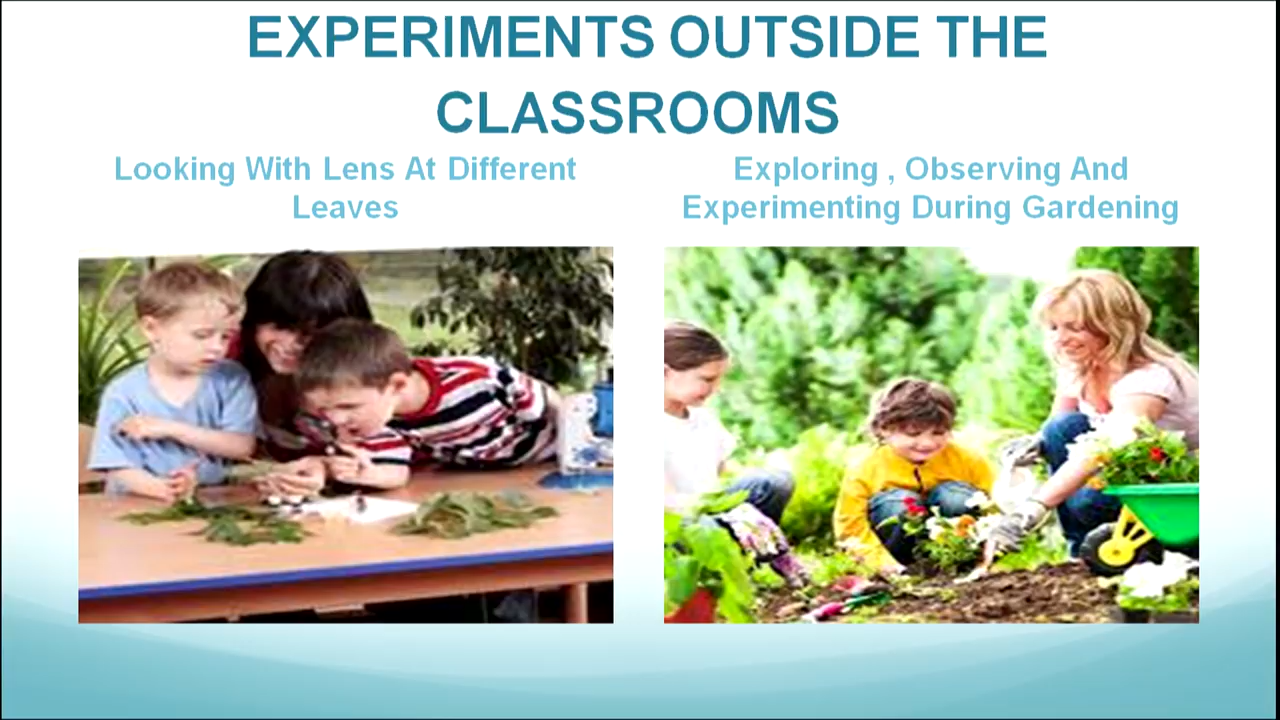 EXPERIMENTS OUTSIDE THE
CLASSROOMS
Looking With Lens At Different
Leaves
Exploring , Observing And
Experimenting During Gardening